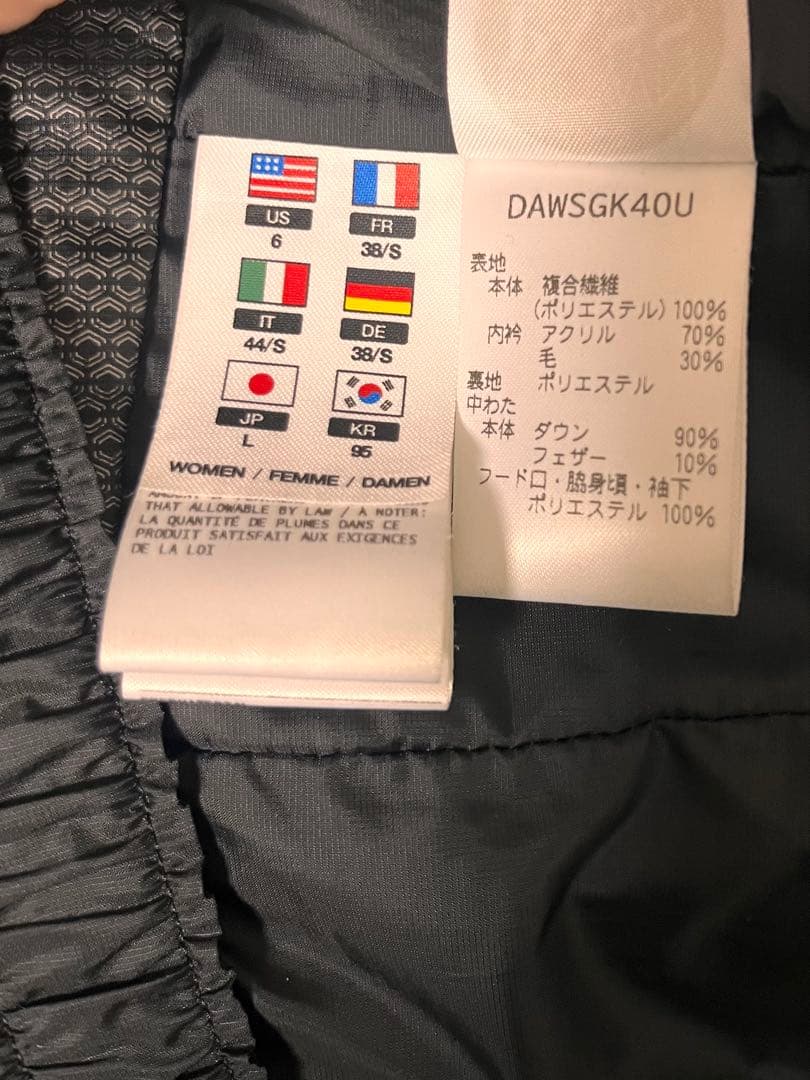 US
6
FR
38/S
IT
44/S
DE
38/S
JP
L
KR
95
WOMEN / FEMME / DAMEN
THAT ALLOWABLE BY LAW / À NOTER:
LA QUANTITÉ DE PLUMES DANS CE
PRODUIT SATISFAIT AUX EXIGENCES
DE LA LOI
DAWSGK40U
表地
本体 複合繊維
(ポリエステル) 100%
内衿 アクリル 70%
毛 30%
裏地 ポリエステル
中わた
本体 ダウン 90%
フェザー 10%
フード口・脇身頃・袖下
ポリエステル 100%